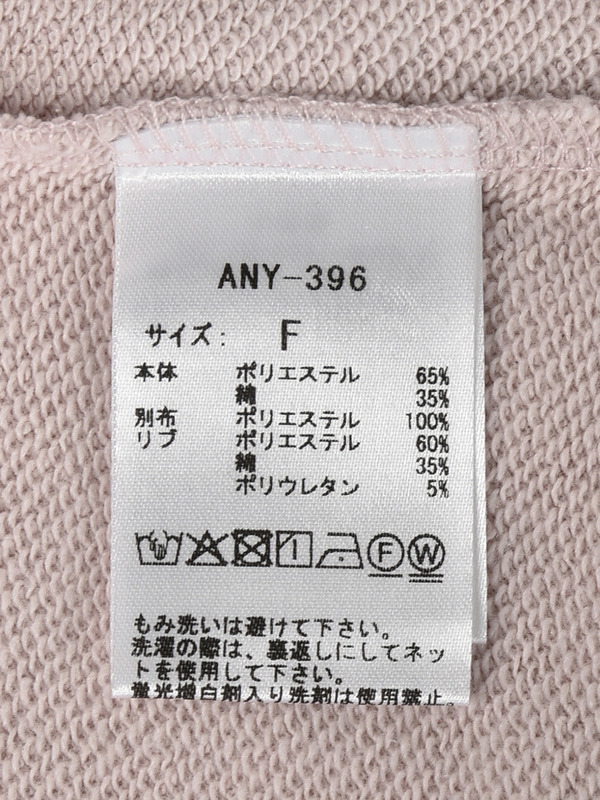 ANY-396
サイズ: F
本体 ポリエステル 65%
綿 35%
別布 ポリエステル 100%
リブ ポリエステル 60%
綿 35%
ポリウレタン 5%
F W
もみ洗いは避けて下さい。
洗濯の際は、裏返しにしてネッ
トを使用して下さい。
蛍光増白剤入り洗剤は使用禁止。